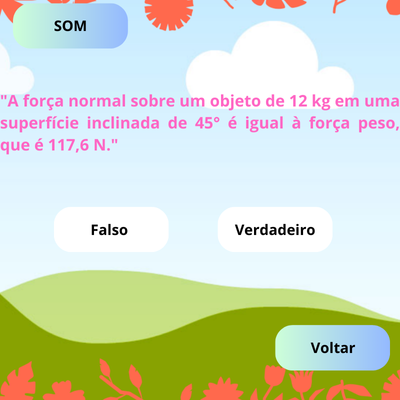 SOM
"A força normal sobre um objeto de 12 kg em uma
superfície inclinada de 45° é igual à força peso,
que é 117,6 N."
Falso
Verdadeiro
Voltar